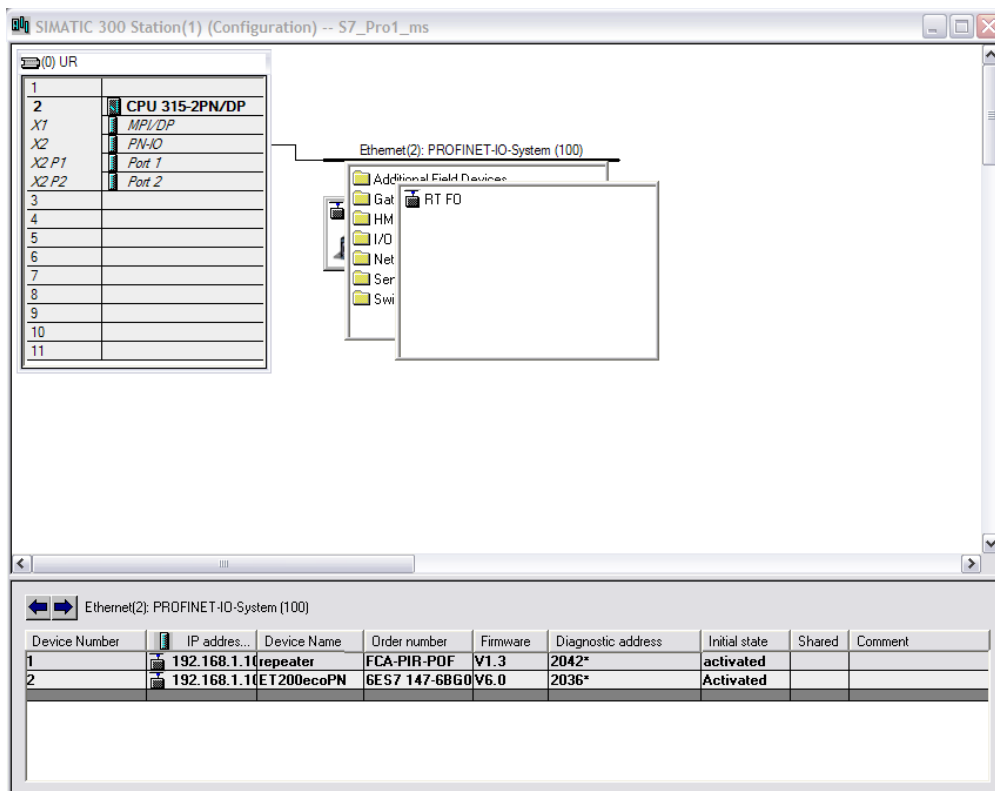 SIMATIC 300 Station(1) (Configuration) -- S7_Pro1_ms
(0) UR
1
2 CPU 315-2PN/DP
X1 MPI/DP
X2 PN-IO
X2 P1 Port 1
X2 P2 Port 2
3
4
5
6
7
8
9
10
11
Ethernet(2): PROFINET-IO-System (100)
Additional Field Devices
Gat
HM
I/O
Net
Ser
Swi
RT FO
Ethernet(2): PROFINET-IO-System (100)
Device Number IP addres... Device Name Order number Firmware Diagnostic address Initial state Shared Comment
1 192.168.1.10 repeater FCA-PIR-POF V1.3 2042* activated
2 192.168.1.10 ET200ecoPN 6ES7 147-6BG0 V6.0 2036* Activated